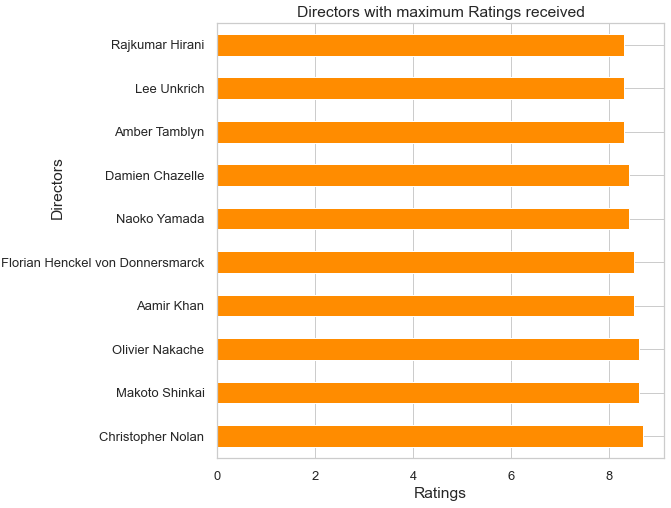 Directors with maximum Ratings received
Rajkumar Hirani
Lee Unkrich
Amber Tamblyn
Damien Chazelle
Naoko Yamada
Florian Henckel von Donnersmarck
Aamir Khan
Olivier Nakache
Makoto Shinkai
Christopher Nolan
Directors
0 2 4 6 8
Ratings